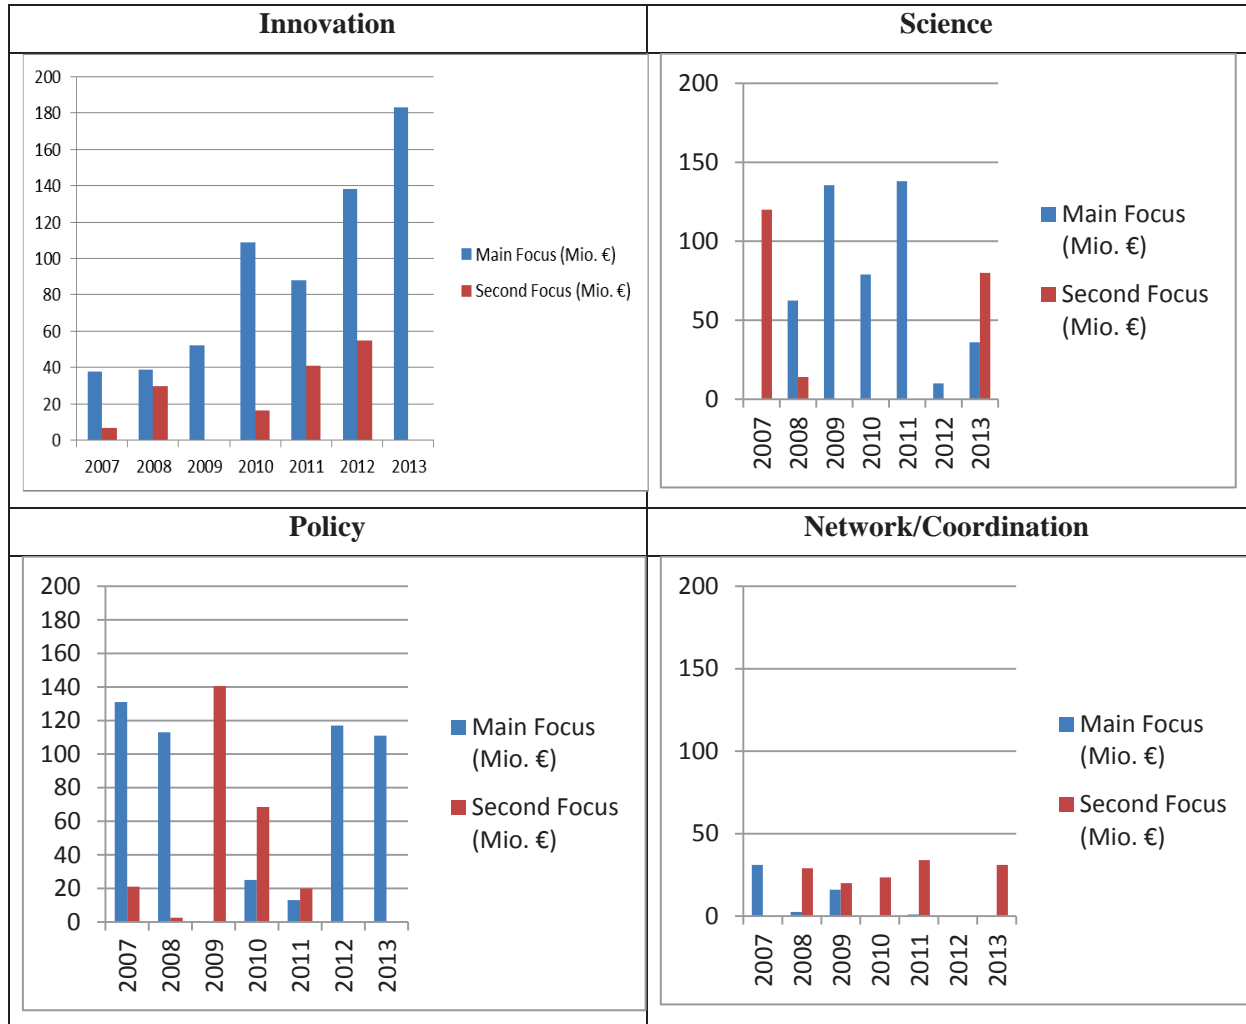 Innovation
Science
200
180
160
140
120
100
80
60
40
20
0
2007 2008 2009 2010 2011 2012 2013
Main Focus (Mio. €)
Second Focus (Mio. €)
200
150
100
50
0
2007 2008 2009 2010 2011 2012 2013
Main Focus
(Mio. €)
Second Focus
(Mio. €)
Policy
Network/Coordination
200
180
160
140
120
100
80
60
40
20
0
2007 2008 2009 2010 2011 2012 2013
Main Focus
(Mio. €)
Second Focus
(Mio. €)
200
150
100
50
0
2007 2008 2009 2010 2011 2012 2013
Main Focus
(Mio. €)
Second Focus
(Mio. €)